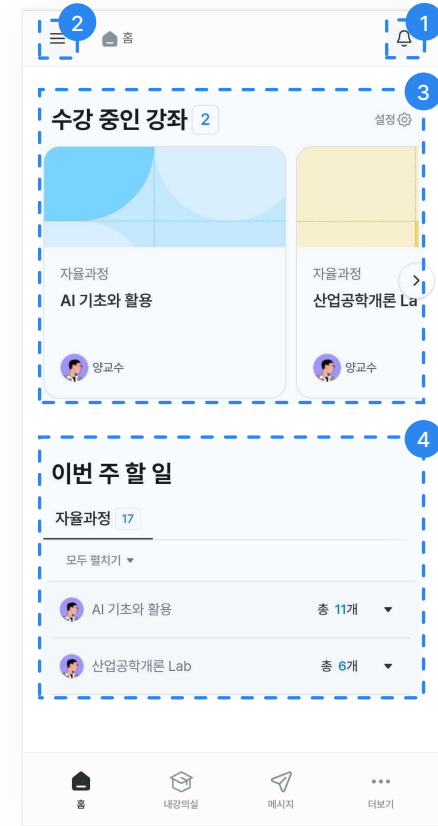 2
홈
1
3
수강 중인 강좌 2
설정
자율과정
AI 기초와 활용
양교수
자율과정
산업공학개론 La
양교수
4
이번 주 할 일
자율과정 17
모두 펼치기
AI 기초와 활용 총 11개
산업공학개론 Lab 총 6개
홈 내강의실 메시지 더보기